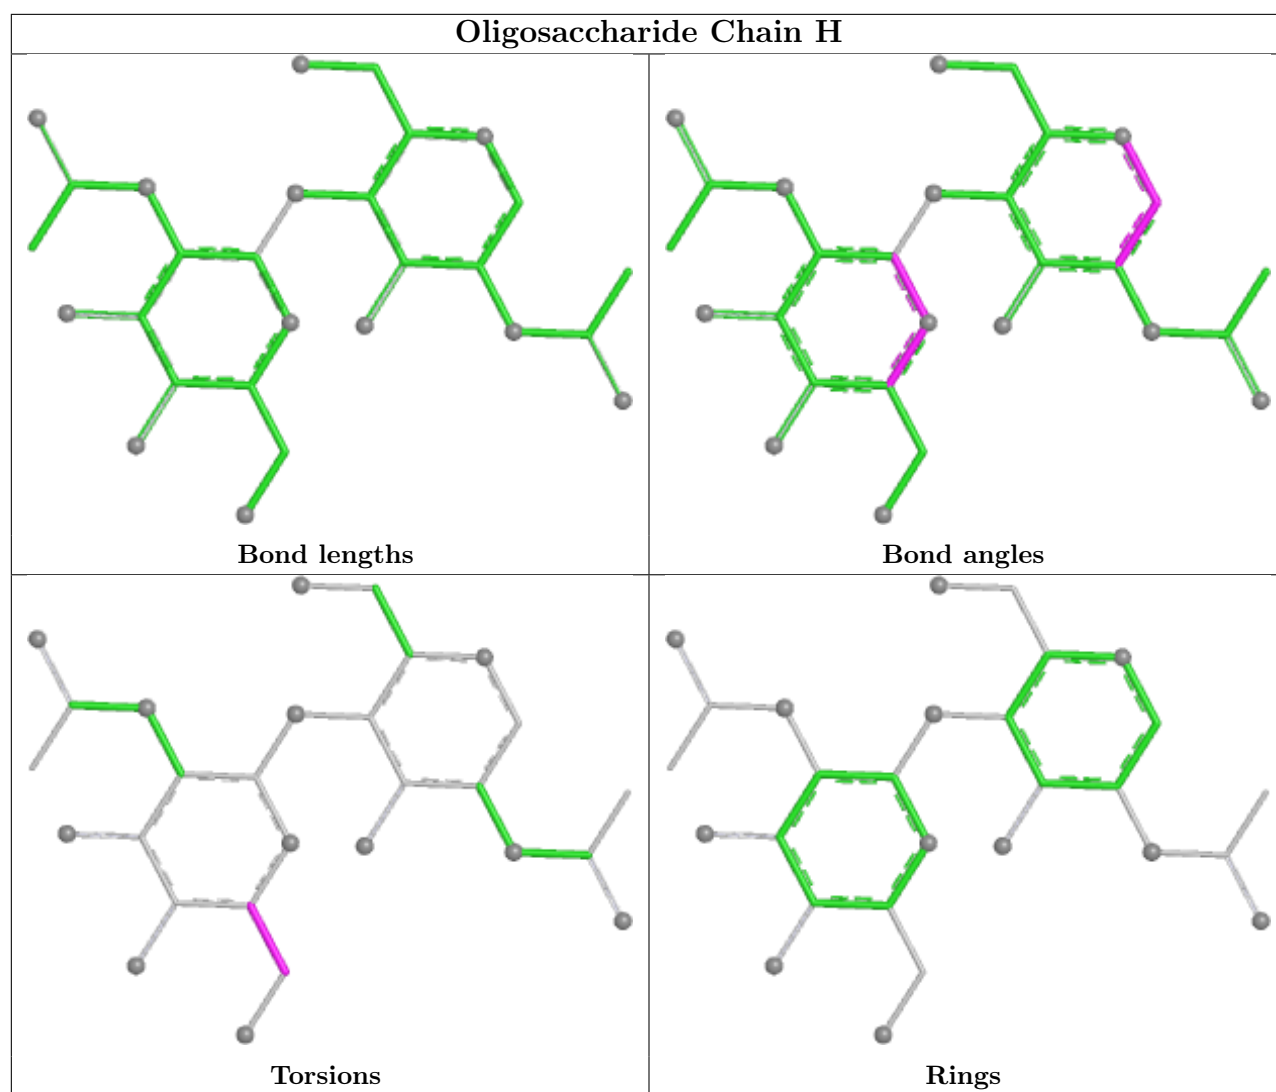 Oligosaccharide Chain H
Bond lengths
Bond angles
Torsions
Rings